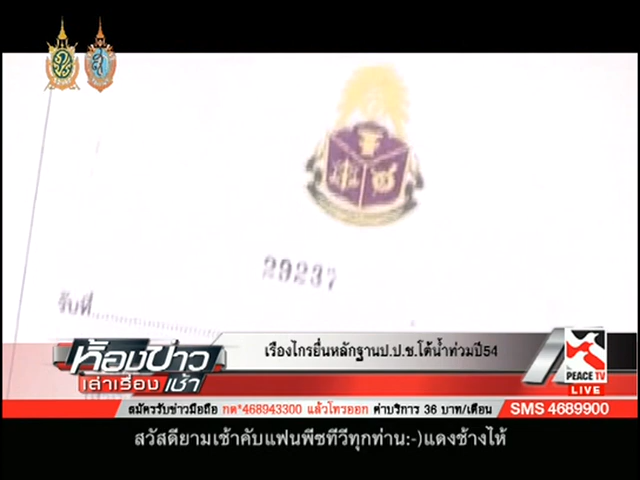 29237
รับที่
เรืองไกรยื่นหลักฐานป.ป.ช.โต้น้ำท่วมปี54
ห้องข่าว
เล่าเรื่อง เช้า
PEACE TV
LIVE
สมัครรับข่าวมือถือ กด*468943300 แล้วโทรออก ค่าบริการ 36 บาท/เดือน
SMS 4689900
สวัสดียามเช้าคับแฟนพีซทีวีทุกท่าน:-)แดงช้างไห้